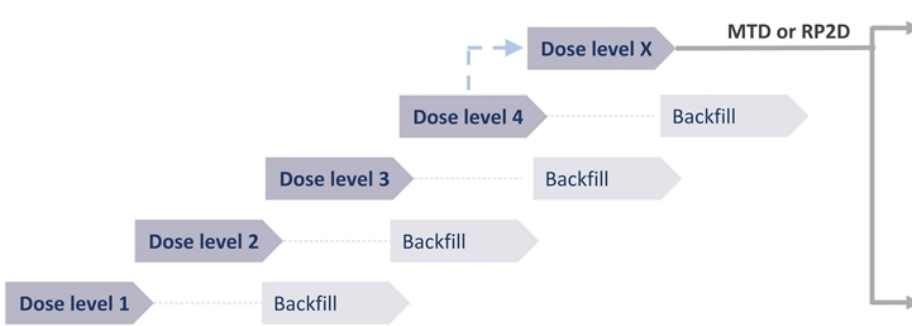 MTD or RP2D
Dose level X
Dose level 4
Backfill
Dose level 3
Backfill
Dose level 2
Backfill
Dose level 1
Backfill